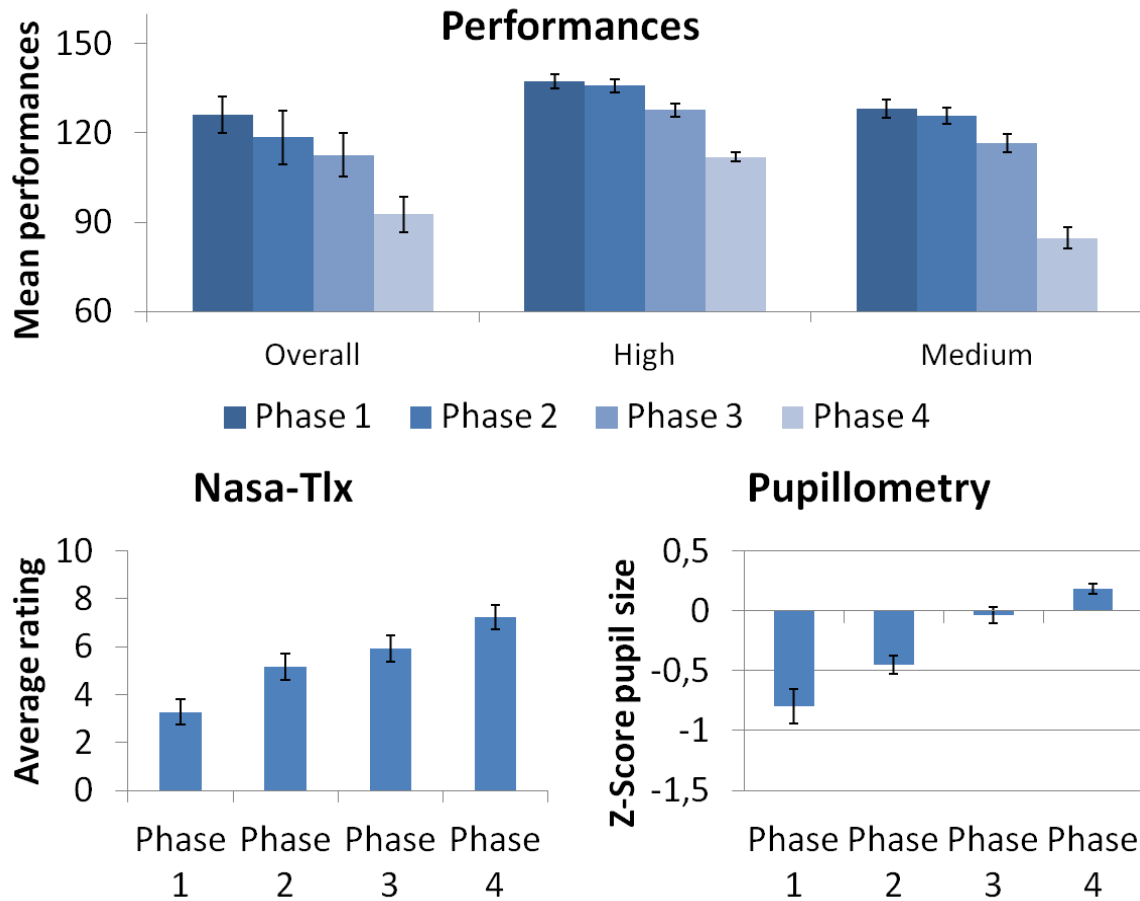 Performances
Mean performances
150
120
90
60
Overall High Medium
Phase 1 Phase 2 Phase 3 Phase 4
Nasa-Tlx
Average rating
10
8
6
4
2
0
Phase 1 Phase 2 Phase 3 Phase 4
Pupillometry
Z-Score pupil size
0,5
0
-0,5
-1
-1,5
Phase 1 Phase 2 Phase 3 Phase 4